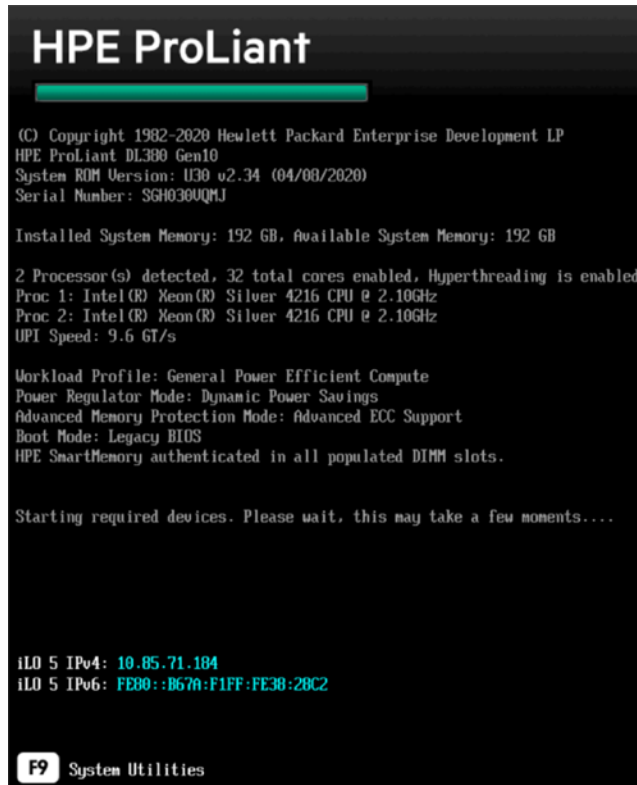 HPE ProLiant
(C) Copyright 1982-2020 Hewlett Packard Enterprise Development LP
HPE ProLiant DL380 Gen10
System ROM Version: U30 v2.34 (04/08/2020)
Serial Number: SGH030VQMJ
Installed System Memory: 192 GB, Available System Memory: 192 GB
2 Processor(s) detected, 32 total cores enabled, Hyperthreading is enabled
Proc 1: Intel(R) Xeon(R) Silver 4216 CPU @ 2.10GHz
Proc 2: Intel(R) Xeon(R) Silver 4216 CPU @ 2.10GHz
UPI Speed: 9.6 GT/s
Workload Profile: General Power Efficient Compute
Power Regulator Mode: Dynamic Power Savings
Advanced Memory Protection Mode: Advanced ECC Support
Boot Mode: Legacy BIOS
HPE SmartMemory authenticated in all populated DIMM slots.
Starting required devices. Please wait, this may take a few moments....
iLO 5 IPv4: 10.85.71.184
iLO 5 IPv6: FE80::B67A:F1FF:FE38:28C2
F9 System Utilities